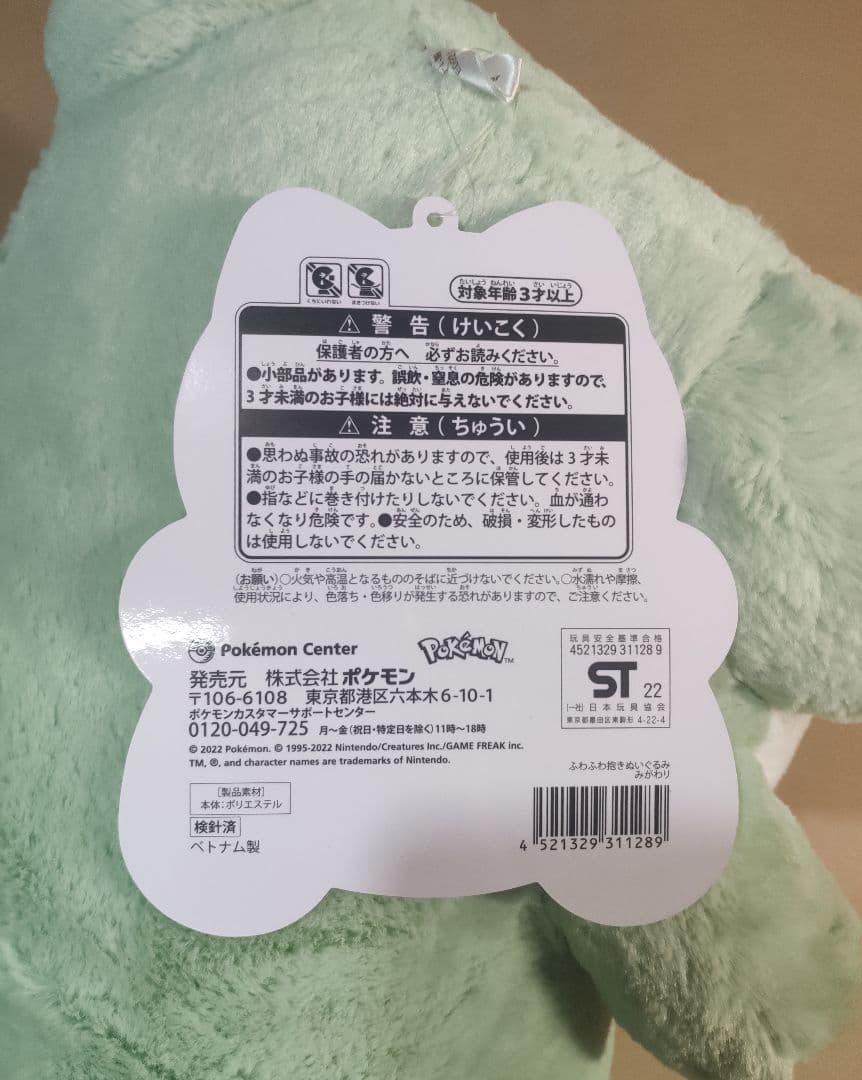 くちにいれない まきつけない
対象年齢3才以上
⚠ 警 告 ( けいこく )
保護者の方へ 必ずお読みください。
●小部品があります。誤飲・窒息の危険がありますので、
3才未満のお子様には絶対に与えないでください。
⚠ 注 意 ( ちゅうい )
●思わぬ事故の恐れがありますので、使用後は3才未
満のお子様の手の届かないところに保管してください。
●指などに巻き付けたりしないでください。血が通わ
なくなり危険です。●安全のため、破損・変形したもの
は使用しないでください。
(お願い)○火気や高温となるもののそばに近づけないでください。○水濡れや摩擦、
使用状況により、色落ち・色移りが発生する恐れがありますので、ご注意ください。
Pokémon Center
POKÉMON™
発売元 株式会社ポケモン
〒106-6108 東京都港区六本木6-10-1
ポケモンカスタマーサポートセンター
0120-049-725 月〜金(祝日・特定日を除く)11時〜18時
© 2022 Pokémon. © 1995-2022 Nintendo/Creatures Inc./GAME FREAK inc.
TM, ®, and character names are trademarks of Nintendo.
玩具安全基準合格
4521329 31128 9
ST 22
(一社)日本玩具協会
東京都墨田区東駒形 4-22-4
[製品素材]
本体:ポリエステル
検針済
ベトナム製
ふわふわ抱きぬいぐるみ
みがわり
4 521329 311289